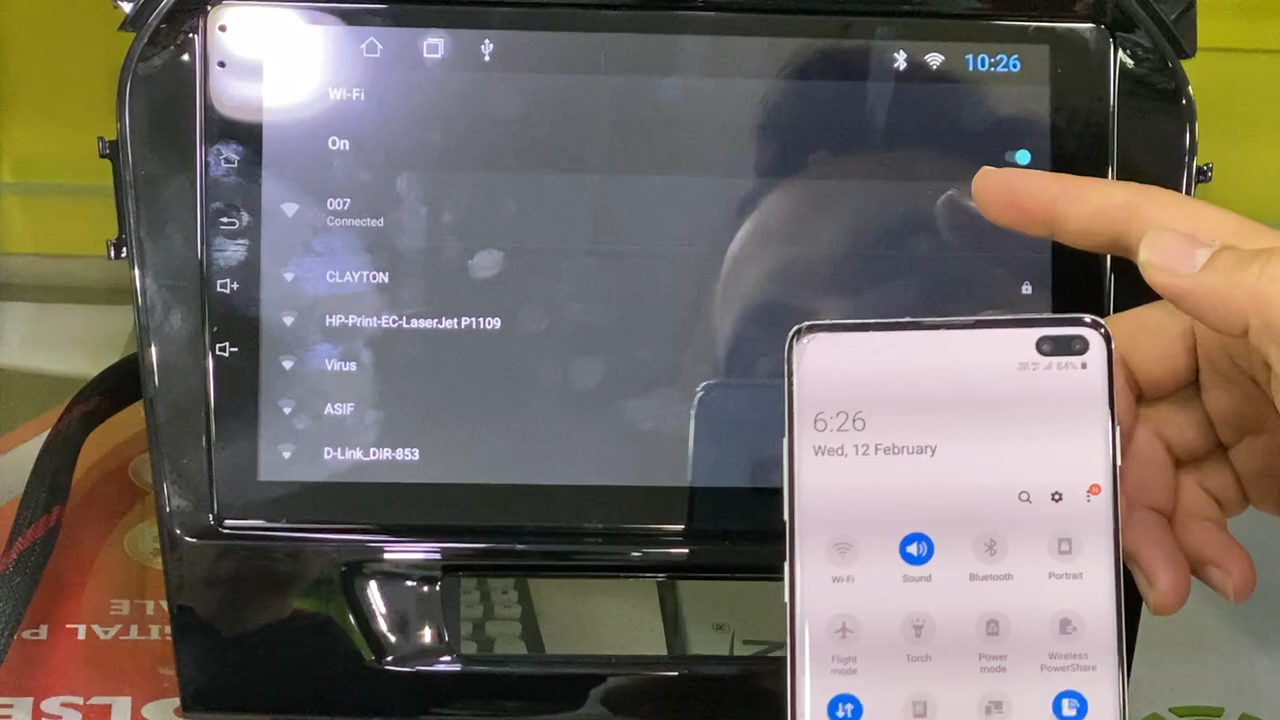 10:26
Wi-Fi
On
007
Connected
CLAYTON
HP-Print-EC-LaserJet P1109
Virus
ASIF
D-Link_DIR-853
84%
6:26
Wed, 12 February
Wi-Fi
Sound
Bluetooth
Portrait
Flight mode
Torch
Power mode
Wireless PowerShare